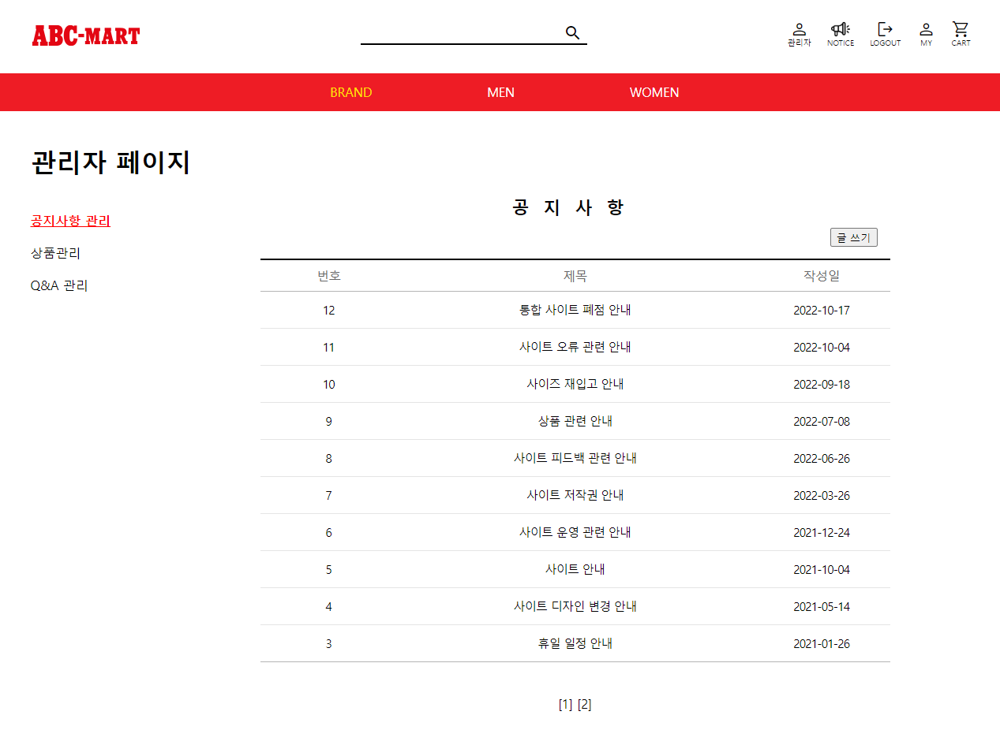 ABC-MART
관리자 NOTICE LOGOUT MY CART
BRAND MEN WOMEN
관리자 페이지
공지사항 관리
상품관리
Q&A 관리
공 지 사 항
글 쓰기
번호 제목 작성일
12 통합 사이트 폐점 안내 2022-10-17
11 사이트 오류 관련 안내 2022-10-04
10 사이즈 재입고 안내 2022-09-18
9 상품 관련 안내 2022-07-08
8 사이트 피드백 관련 안내 2022-06-26
7 사이트 저작권 안내 2022-03-26
6 사이트 운영 관련 안내 2021-12-24
5 사이트 안내 2021-10-04
4 사이트 디자인 변경 안내 2021-05-14
3 휴일 일정 안내 2021-01-26
[1] [2]